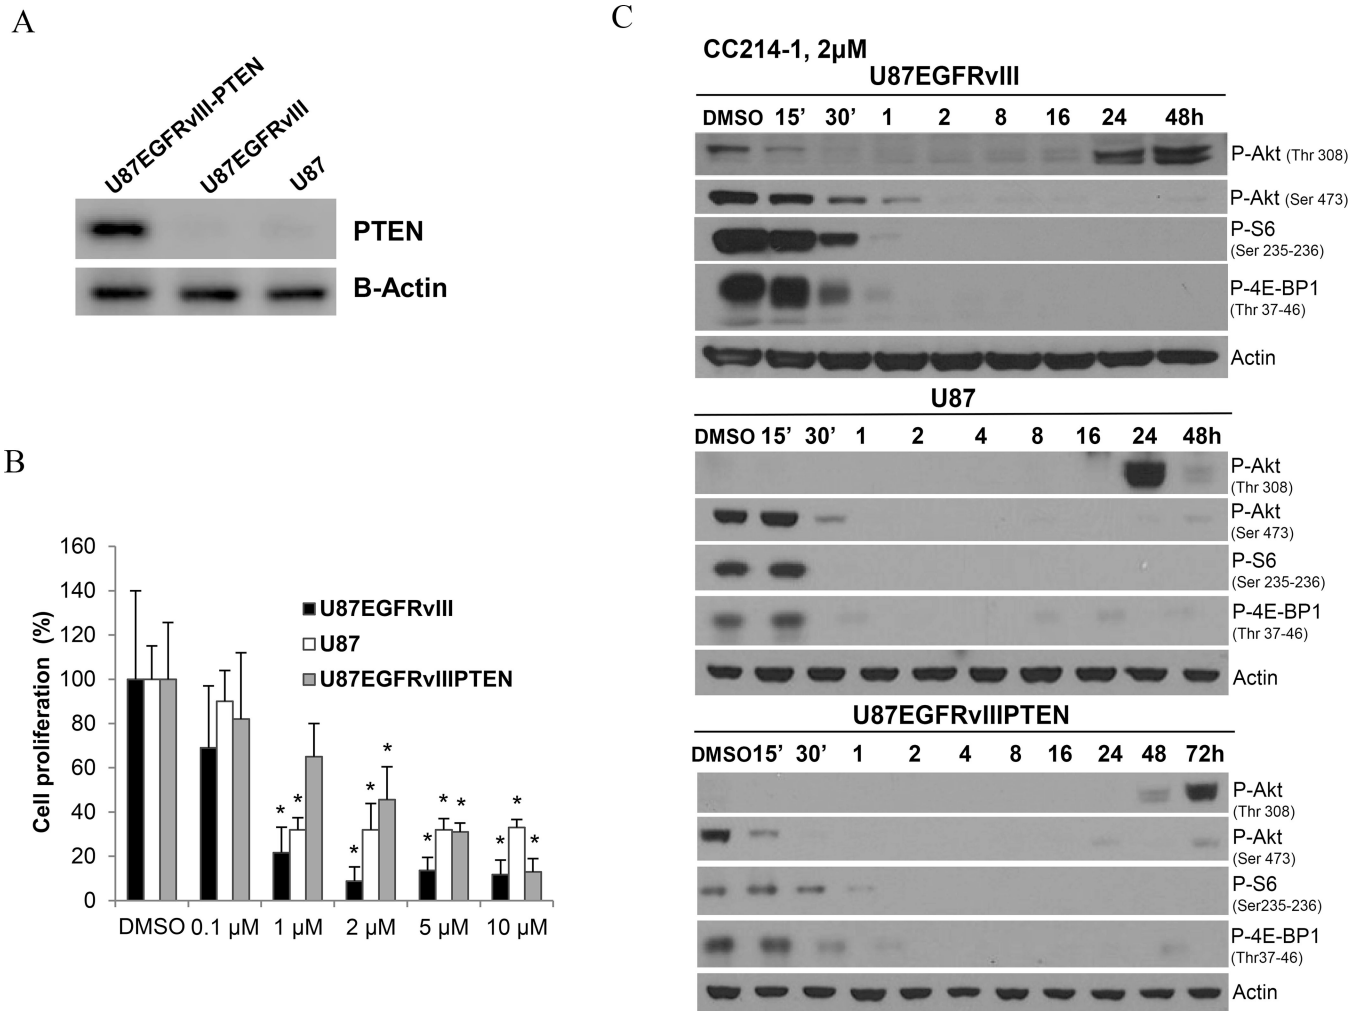 A
U87EGFRvIII-PTEN
U87EGFRvIII
U87
PTEN
B-Actin
B
160
140
120
100
80
60
40
20
0
Cell proliferation (%)
U87EGFRvIII
U87
U87EGFRvIIIPTEN
* * * * * * * * * * *
DMSO 0.1 µM 1 µM 2 µM 5 µM 10 µM
C
CC214-1, 2µM
U87EGFRvIII
DMSO 15’ 30’ 1 2 8 16 24 48h
P-Akt (Thr 308)
P-Akt (Ser 473)
P-S6
(Ser 235-236)
P-4E-BP1
(Thr 37-46)
Actin
U87
DMSO 15’ 30’ 1 2 4 8 16 24 48h
P-Akt
(Thr 308)
P-Akt
(Ser 473)
P-S6
(Ser 235-236)
P-4E-BP1
(Thr 37-46)
Actin
U87EGFRvIIIPTEN
DMSO15’ 30’ 1 2 4 8 16 24 48 72h
P-Akt
(Thr 308)
P-Akt
(Ser 473)
P-S6
(Ser235-236)
P-4E-BP1
(Thr37-46)
Actin